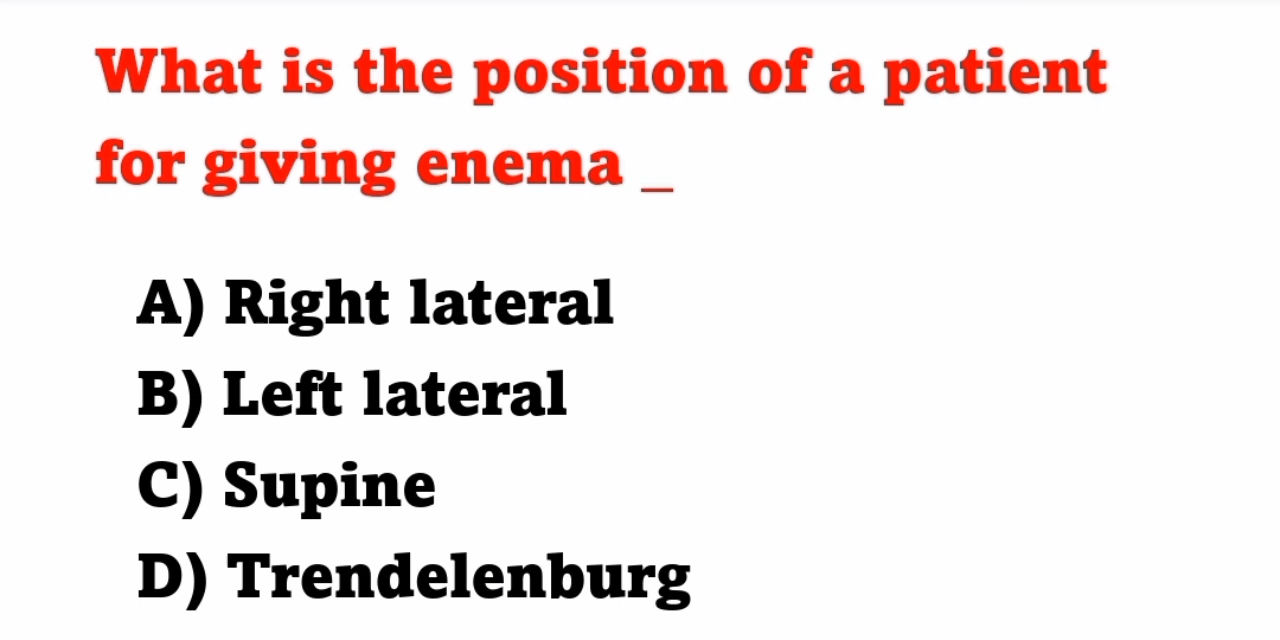 What is the position of a patient
for giving enema _
A) Right lateral
B) Left lateral
C) Supine
D) Trendelenburg